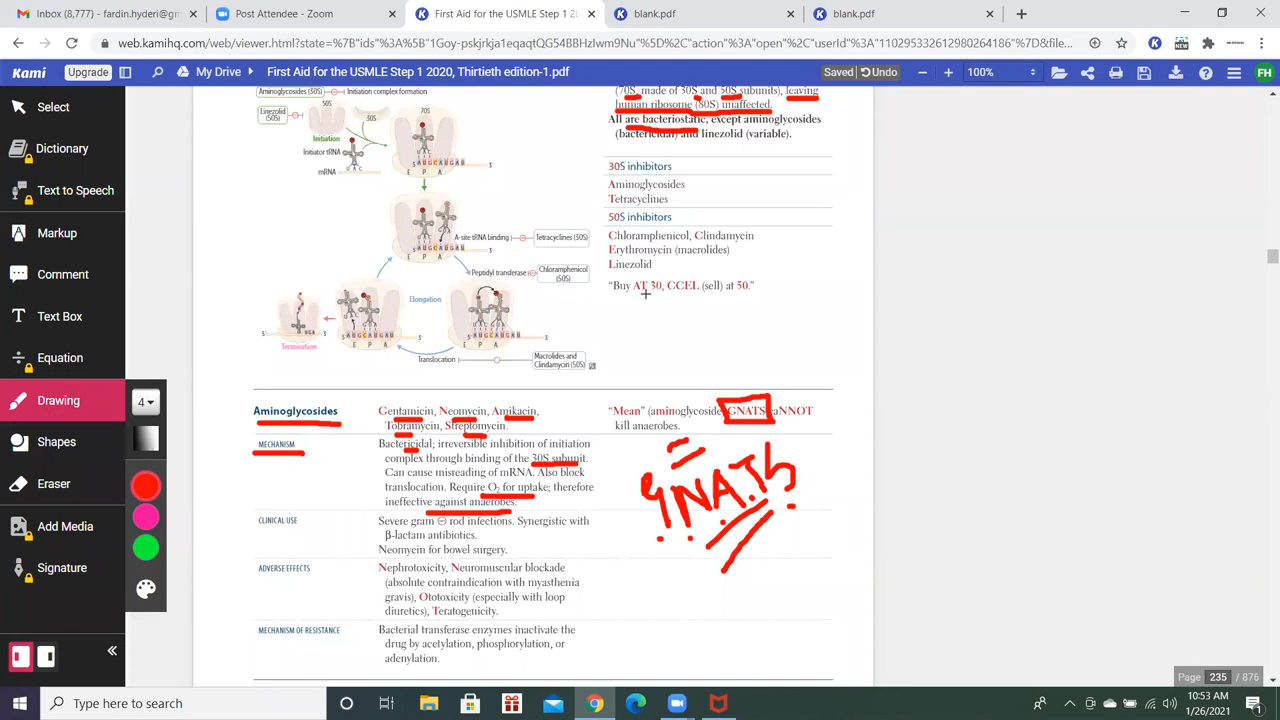 Inbox (1) - fargen.hyder@gm
Post Attendee - Zoom
First Aid for the USMLE Step 1 20
blank.pdf
blank.pdf
web.kamihq.com/web/viewer.html?state=%7B"ids"%3A%5B"1Goy-pskjrkja1eqaqtQG54BBHzlwm9Nu"%5D%2C"action"%3A"open"%2C"userId"%3A"110295332612980264186"%7D&file...
NEW
Kami
Upgrade
My Drive
tion edition-1.pdf
Saved
Undo
100%
FH
Select
Dictionary
Text to Speech
Markup
Comment
Text Box
Equation
Drawing
Shapes
Eraser
Add Media
Signature
4
Aminoglycosides (30S)
Initiation complex formation
Linezolid
(50S)
50S
30S
70S
Initiation
Initiator tRNA
mRNA
U A C
A U G C A U G A U
5'
3'
E P A
A-site tRNA binding
Tetracyclines (30S)
Peptidyl transferase
Chloramphenicol
(50S)
Elongation
Termination
Translocation
Macrolides and
Clindamycin (50S)
(70S, made of 30S and 50S subunits), leaving
human ribosome (80S) unaffected.
All are bacteriostatic, except aminoglycosides
(bactericidal) and linezolid (variable).
30S inhibitors
Aminoglycosides
Tetracyclines
50S inhibitors
Chloramphenicol, Clindamycin
Erythromycin (macrolides)
Linezolid
“Buy AT 30, CCEL (sell) at 50.”
Aminoglycosides
Gentamicin, Neomycin, Amikacin,
Tobramycin, Streptomycin.
“Mean” (aminoglycoside) GNATS caNNOT
kill anaerobes.
MECHANISM
Bactericidal; irreversible inhibition of initiation
complex through binding of the 30S subunit.
Can cause misreading of mRNA. Also block
translocation. Require O2 for uptake; therefore
ineffective against anaerobes.
GNATS
CLINICAL USE
Severe gram ⊖ rod infections. Synergistic with
β-lactam antibiotics.
Neomycin for bowel surgery.
ADVERSE EFFECTS
Nephrotoxicity, Neuromuscular blockade
(absolute contraindication with myasthenia
gravis), Ototoxicity (especially with loop
diuretics), Teratogenicity.
MECHANISM OF RESISTANCE
Bacterial transferase enzymes inactivate the
drug by acetylation, phosphorylation, or
adenylation.
Page 235 / 876
Type here to search
10:53 AM
1/26/2021